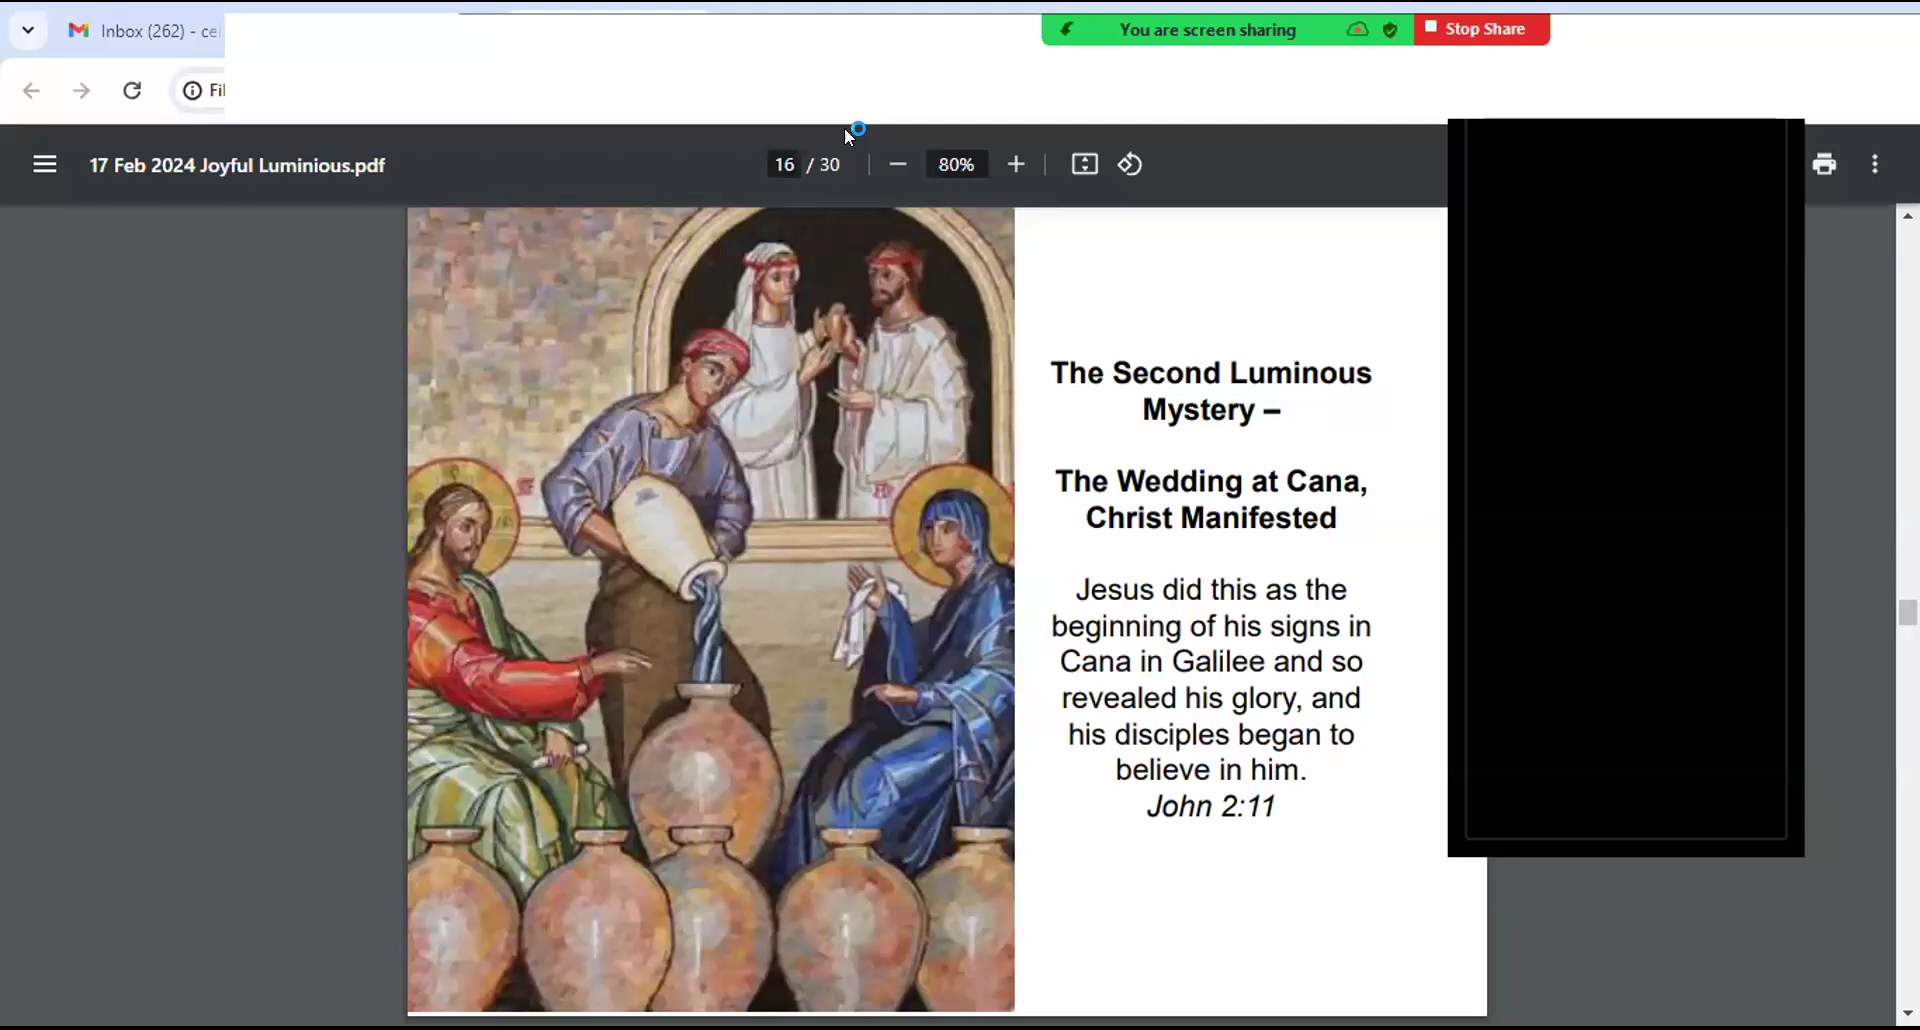 Inbox (262) - cel
You are screen sharing
Stop Share
Fil
17 Feb 2024 Joyful Luminious.pdf
16 / 30
80%
The Second Luminous
Mystery –
The Wedding at Cana,
Christ Manifested
Jesus did this as the
beginning of his signs in
Cana in Galilee and so
revealed his glory, and
his disciples began to
believe in him.
John 2:11